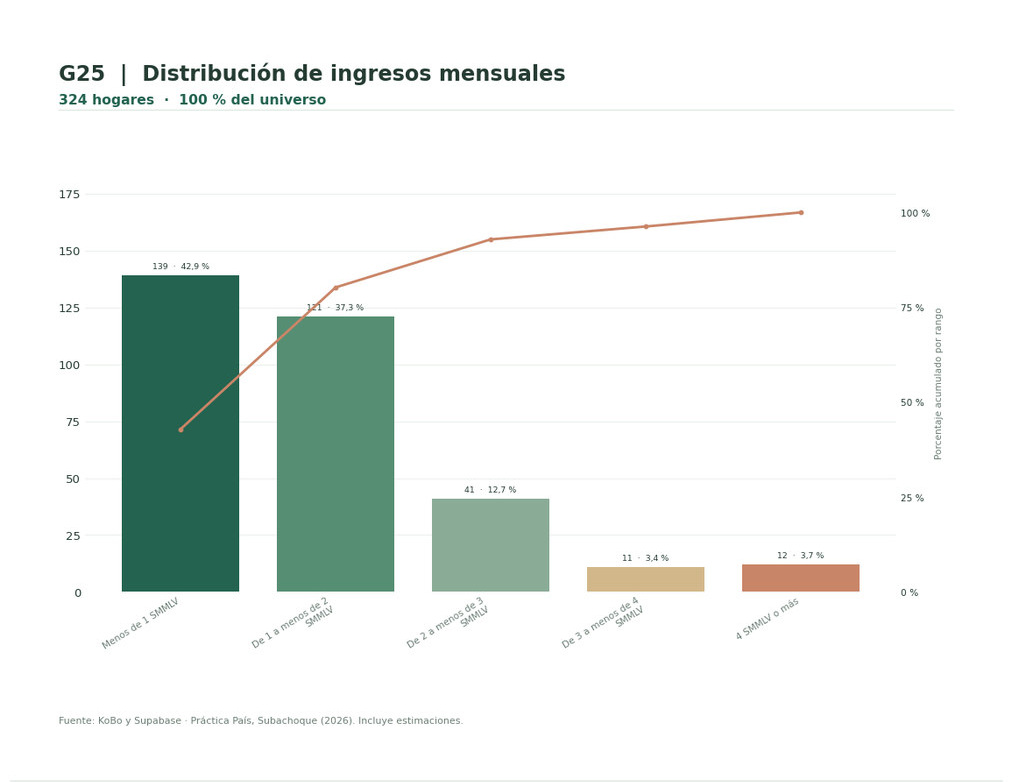 G25 | Distribución de ingresos mensuales
324 hogares · 100 % del universo
175
150
125
100
75
50
25
0
100 %
75 %
50 %
25 %
0 %
Porcentaje acumulado por rango
139 · 42,9 %
121 · 37,3 %
41 · 12,7 %
11 · 3,4 %
12 · 3,7 %
Menos de 1 SMMLV
De 1 a menos de 2
SMMLV
De 2 a menos de 3
SMMLV
De 3 a menos de 4
SMMLV
4 SMMLV o más
Fuente: KoBo y Supabase · Práctica País, Subachoque (2026). Incluye estimaciones.